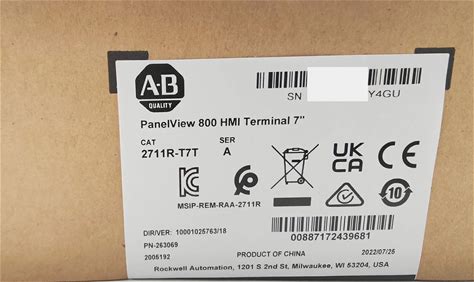 A-B
QUALITY
SN Y4GU
PanelView 800 HMI Terminal 7"
CAT SER
2711R-T7T A
UK CA CE
MSIP-REM-RAA-2711R
10
DIR/VER: 10001025763/18
00887172439681
PN-263069
2005192 PRODUCT OF CHINA 2022/07/25
Rockwell Automation, 1201 S 2nd St, Milwaukee, WI 53204, USA